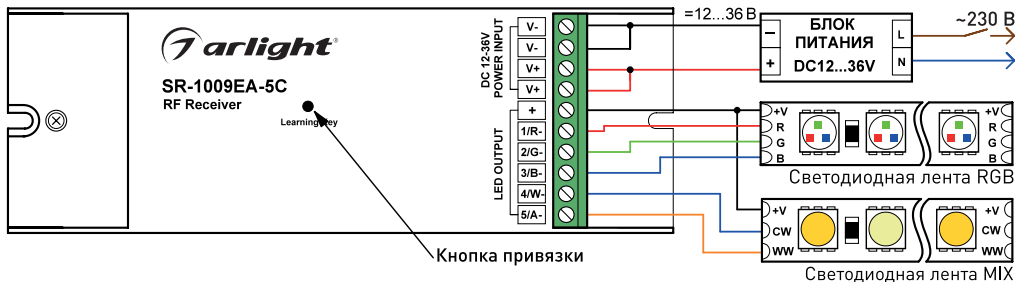 arlight®
SR-1009EA-5C
RF Receiver
Learning Key
DC 12-36V
POWER INPUT
V-
V-
V+
V+
LED OUTPUT
+
1/R-
2/G-
3/B-
4/W-
5/A-
=12...36 В
–
+
БЛОК
ПИТАНИЯ
DC12...36V
L
N
~230 В
+V
R
G
B
+V
R
G
B
Светодиодная лента RGB
+V
CW
WW
+V
CW
WW
Светодиодная лента MIX
Кнопка привязки